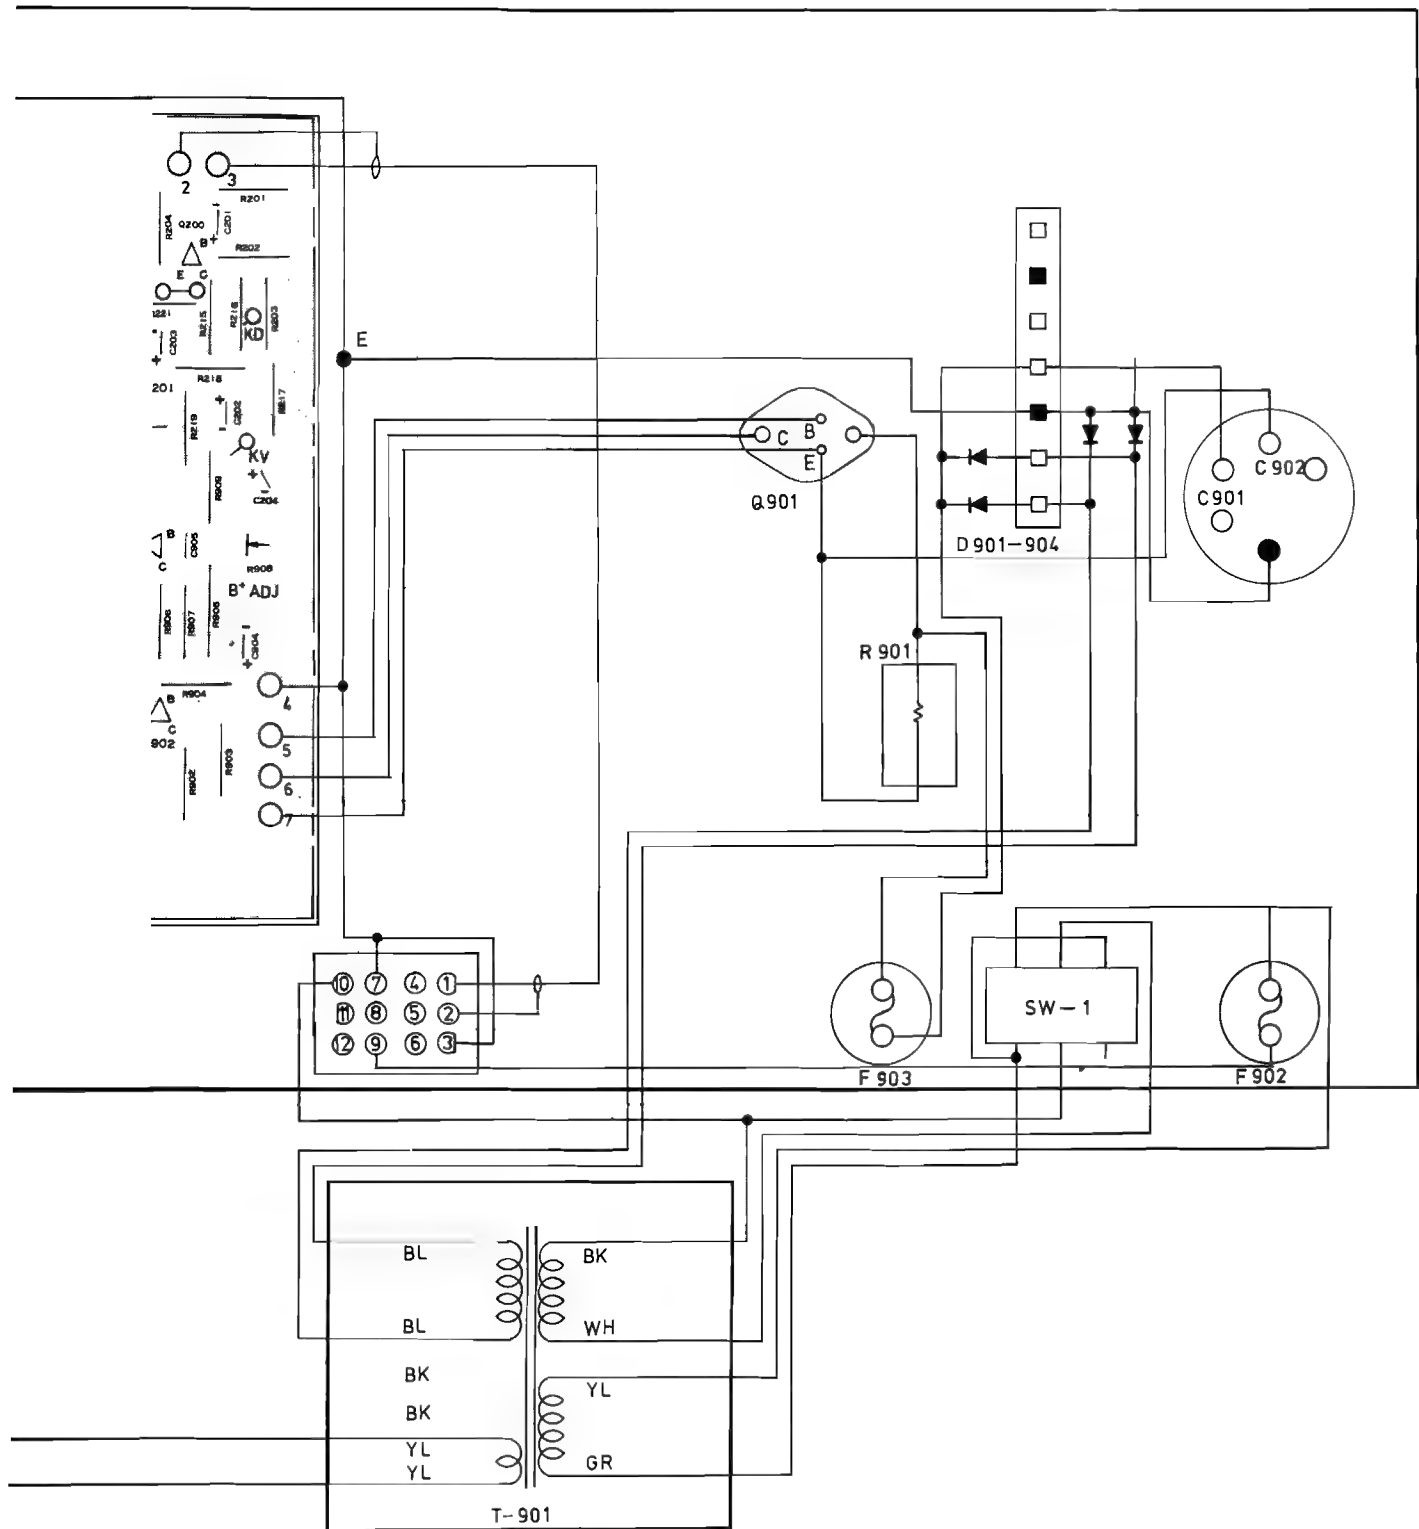 2
3
R201
R204
Q200
C201
B
R202
E
C
1221
R215
R216
KD
R203
C203
E
R218
201
R219
C202
R217
KV
C204
R909
B
C
C905
R908
B+ ADJ
R906
R907
R905
C904
R904
4
B
C
902
R902
R903
5
6
7
B
C
E
Q901
C902
C901
D901-904
R901
10 7 4 1
11 8 5 2
12 9 6 3
SW-1
F903
F902
BL
BK
BL
WH
BK
YL
BK
YL
YL
GR
T-901